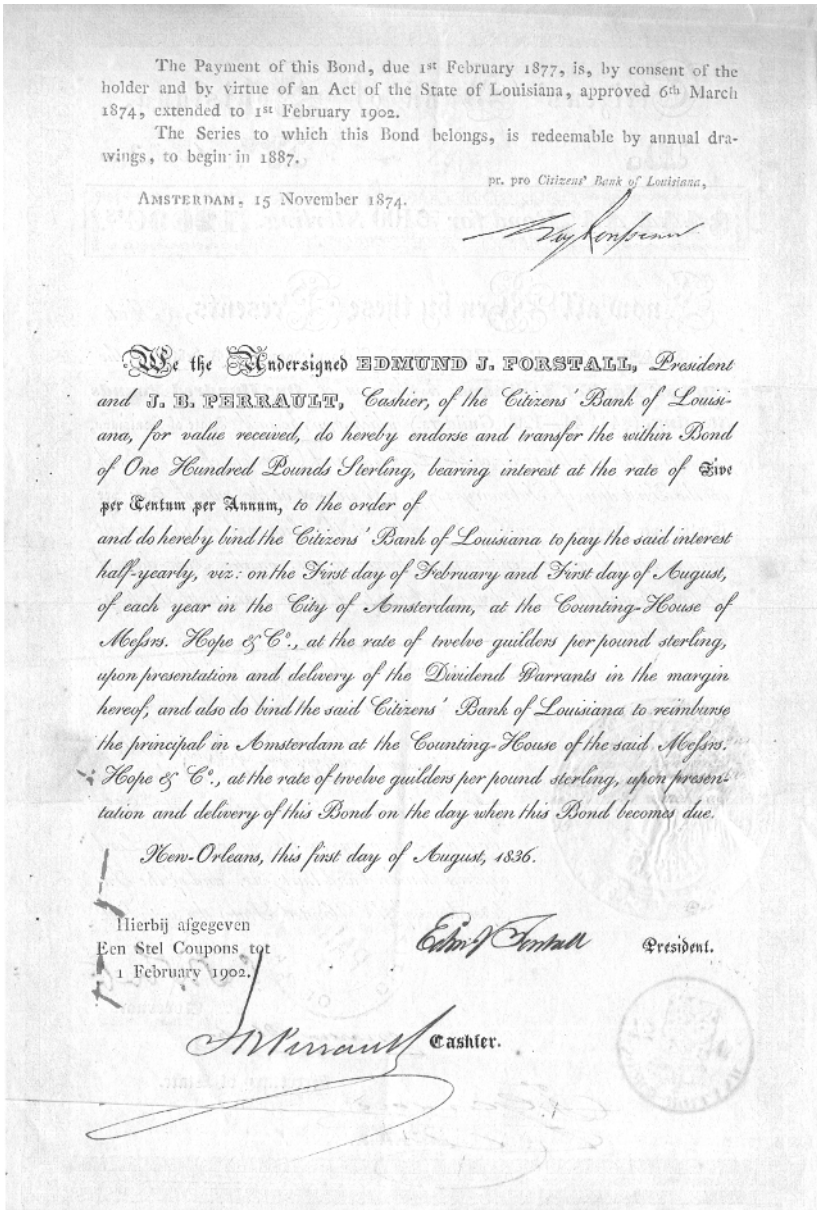 The Payment of this Bond, due 1st February 1877, is, by consent of the
holder and by virtue of an Act of the State of Louisiana, approved 6th March
1874, extended to 1st February 1902.
The Series to which this Bond belongs, is redeemable by annual dra-
wings, to begin in 1887.
pr. pro Citizens' Bank of Louisiana,
AMSTERDAM, 15 November 1874.
We the Undersigned EDMUND J. FORSTALL, President
and J. B. PERRAULT, Cashier, of the Citizens' Bank of Louisi-
ana, for value received, do hereby endorse and transfer the within Bond
of One Hundred Pounds Sterling, bearing interest at the rate of Five
per Centum per Annum, to the order of
and do hereby bind the Citizens' Bank of Louisiana to pay the said interest
half-yearly, viz: on the First day of February and First day of August,
of each year in the City of Amsterdam, at the Counting-House of
Meſsrs. Hope & Co., at the rate of twelve guilders per pound sterling,
upon presentation and delivery of the Dividend Warrants in the margin
hereof, and also do bind the said Citizens' Bank of Louisiana to reimburse
the principal in Amsterdam at the Counting-House of the said Meſsrs.
Hope & Co., at the rate of twelve guilders per pound sterling, upon presen-
tation and delivery of this Bond on the day when this Bond becomes due.
New-Orleans, this first day of August, 1836.
Hierbij afgegeven
Een Stel Coupons tot
1 February 1902.
Edm J Forstall President.
J B Perrault Cashier.